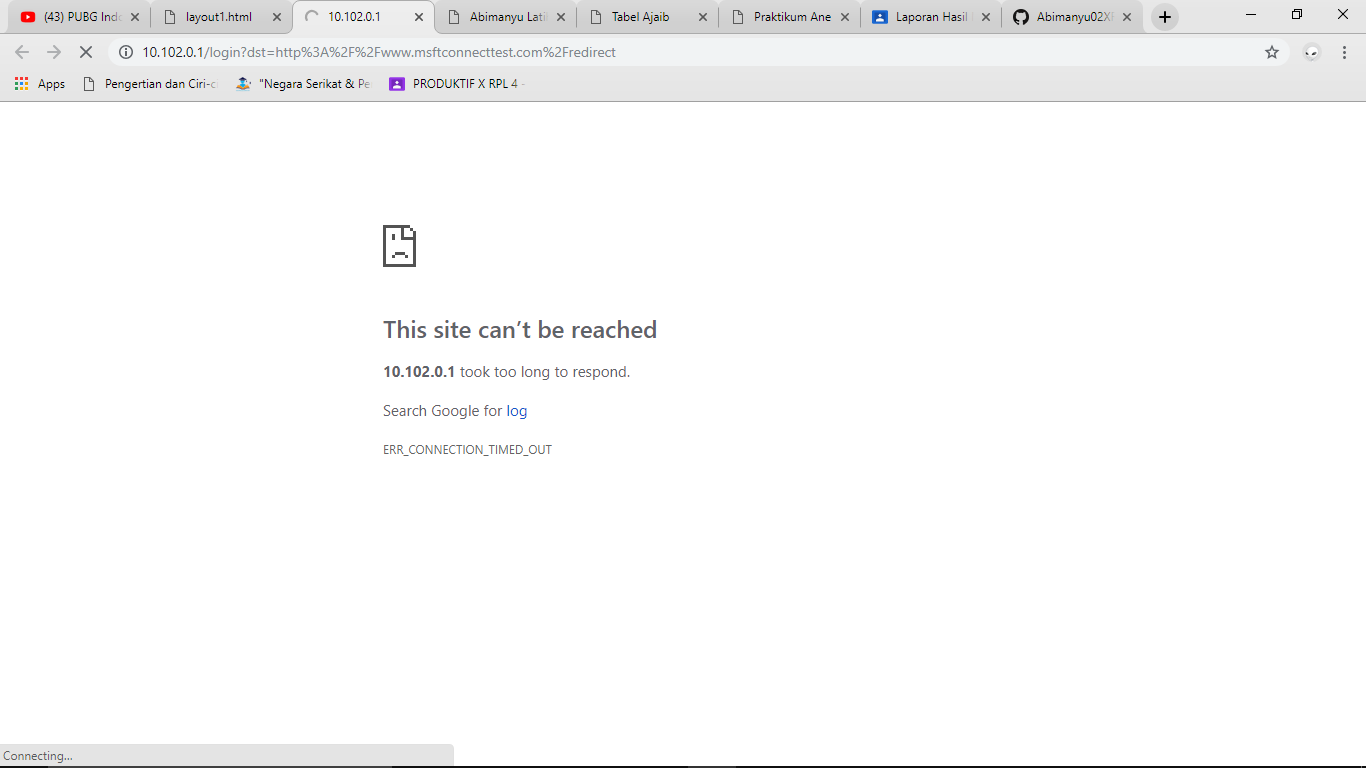 (43) PUBG Indo
layout1.html
10.102.0.1
Abimanyu Lati
Tabel Ajaib
Praktikum Ane
Laporan Hasil
Abimanyu02X
10.102.0.1/login?dst=http%3A%2F%2Fwww.msftconnecttest.com%2Fredirect
Apps
Pengertian dan Ciri-c
"Negara Serikat & Pe
PRODUKTIF X RPL 4 -
This site can't be reached
10.102.0.1 took too long to respond.
Search Google for log
ERR_CONNECTION_TIMED_OUT
Connecting...